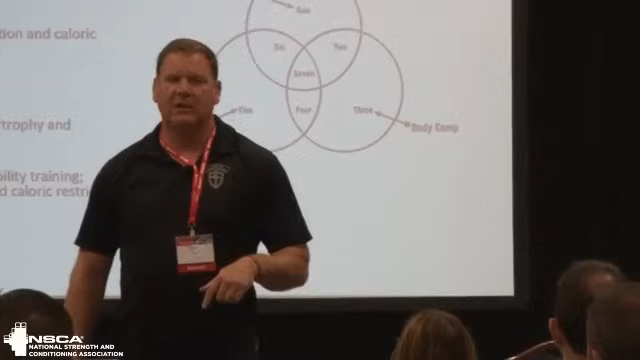 One
tion and caloric
Six
Two
Seven
Five
Four
Three
Body Comp
trophy and
bility training;
d caloric restri
NSCA
NATIONAL STRENGTH AND
CONDITIONING ASSOCIATION